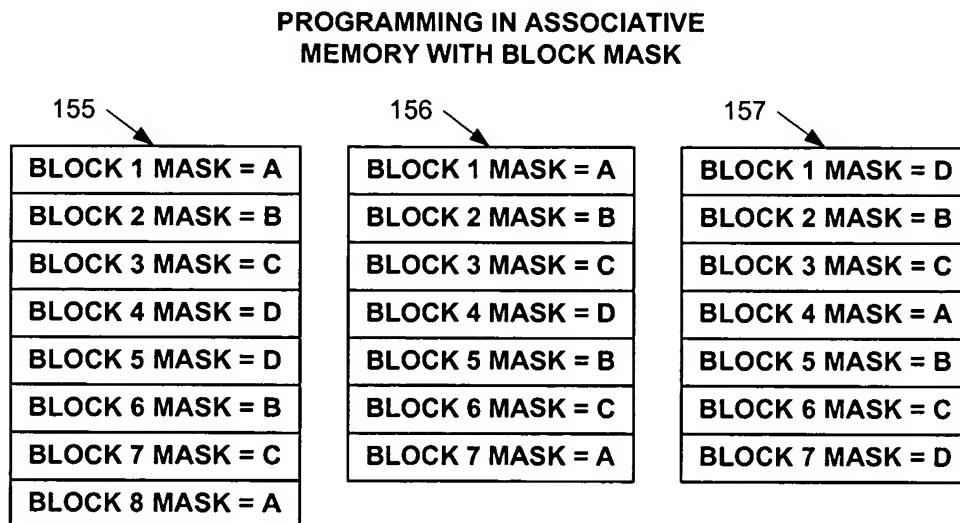 PROGRAMMING IN ASSOCIATIVE
MEMORY WITH BLOCK MASK
155
BLOCK 1 MASK = A
BLOCK 2 MASK = B
BLOCK 3 MASK = C
BLOCK 4 MASK = D
BLOCK 5 MASK = D
BLOCK 6 MASK = B
BLOCK 7 MASK = C
BLOCK 8 MASK = A
156
BLOCK 1 MASK = A
BLOCK 2 MASK = B
BLOCK 3 MASK = C
BLOCK 4 MASK = D
BLOCK 5 MASK = B
BLOCK 6 MASK = C
BLOCK 7 MASK = A
157
BLOCK 1 MASK = D
BLOCK 2 MASK = B
BLOCK 3 MASK = C
BLOCK 4 MASK = A
BLOCK 5 MASK = B
BLOCK 6 MASK = C
BLOCK 7 MASK = D